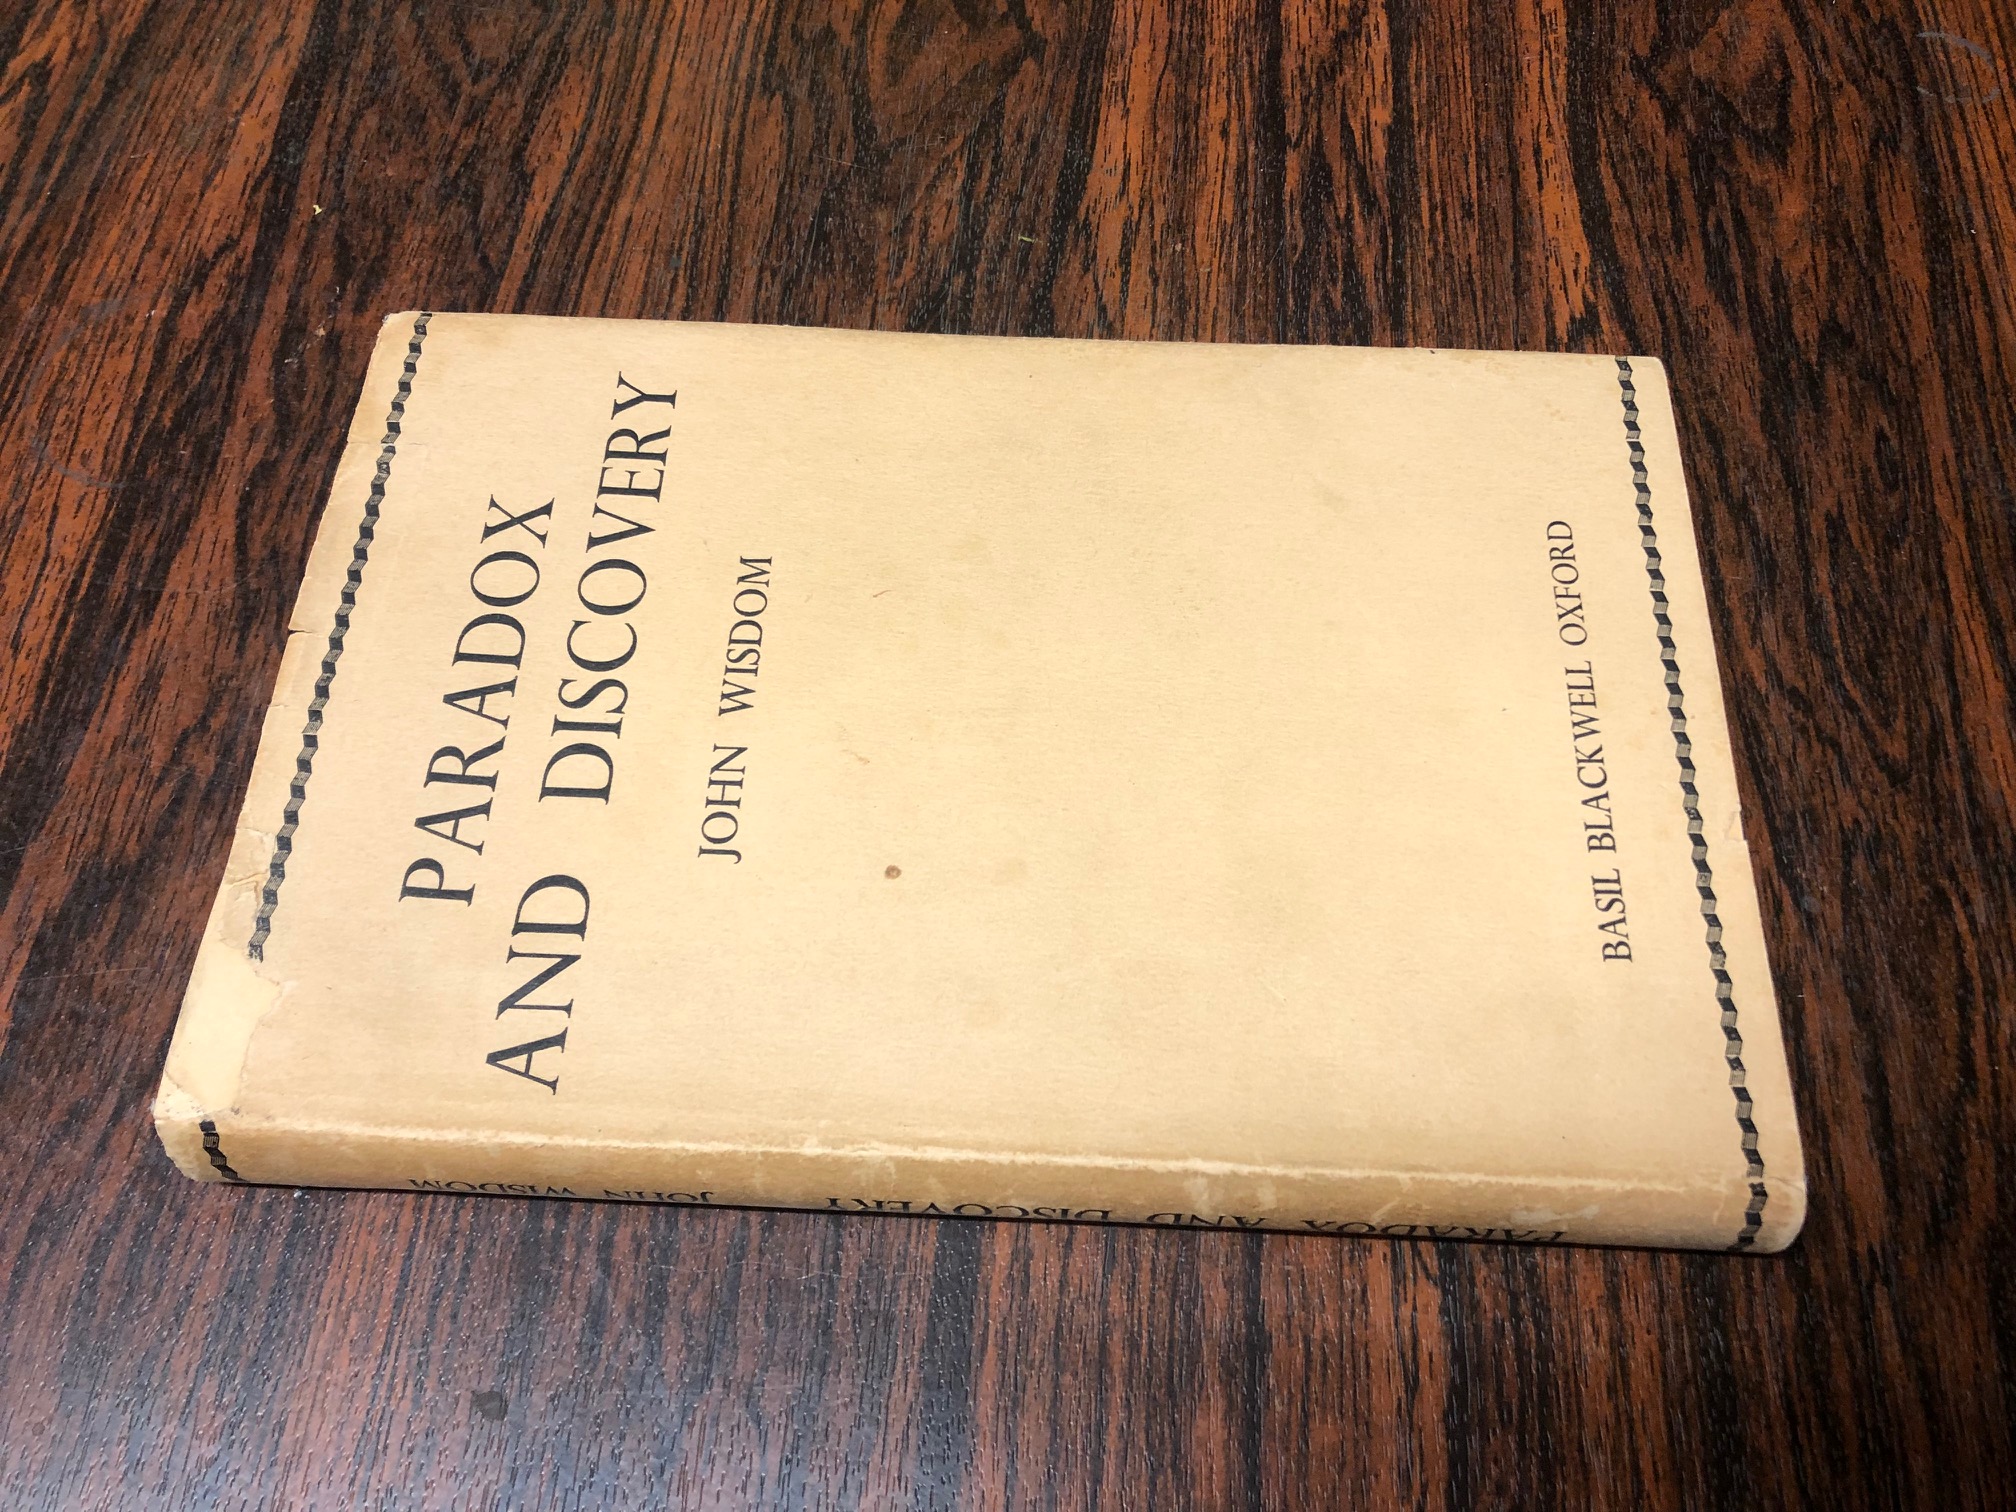 PARADOX
AND DISCOVERY
JOHN WISDOM
BASIL BLACKWELL OXFORD
PARADOX AND DISCOVERY JOHN WISDOM